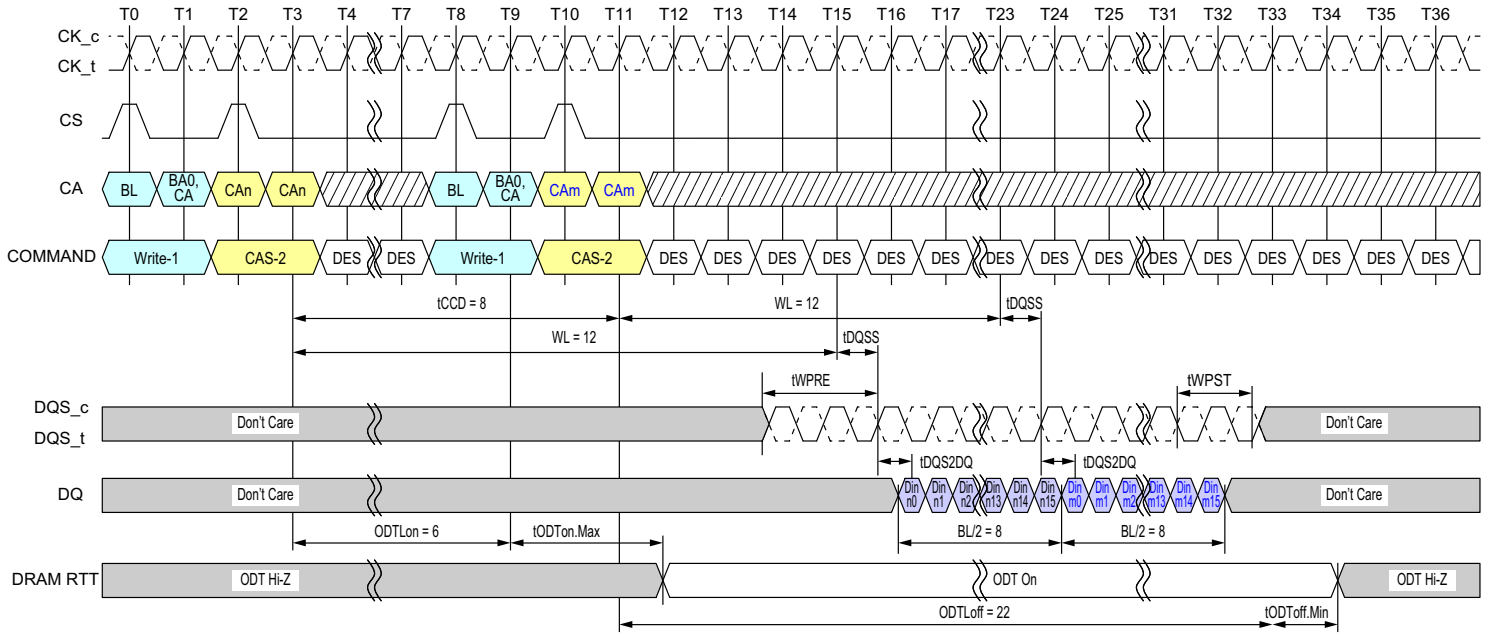 T0 T1 T2 T3 T4 T7 T8 T9 T10 T11 T12 T13 T14 T15 T16 T17 T23 T24 T25 T31 T32 T33 T34 T35 T36
CK_c
CK_t
CS
CA BL BA0, CA CAn CAn BL BA0, CA CAm CAm
COMMAND Write-1 CAS-2 DES DES Write-1 CAS-2 DES DES DES DES DES DES DES DES DES DES DES DES DES DES DES
tCCD = 8 WL = 12 tDQSS
WL = 12 tDQSS
tWPRE tWPST
DQS_c
DQS_t
Don't Care Don't Care
tDQS2DQ tDQS2DQ
DQ Don't Care Din n0 Din n1 Din n2 Din n13 Din n14 Din n15 Din m0 Din m1 Din m2 Din m13 Din m14 Din m15 Don't Care
ODTLon = 6 tODTon.Max BL/2 = 8 BL/2 = 8
DRAM RTT ODT Hi-Z ODT On ODT Hi-Z
ODTLoff = 22 tODToff.Min